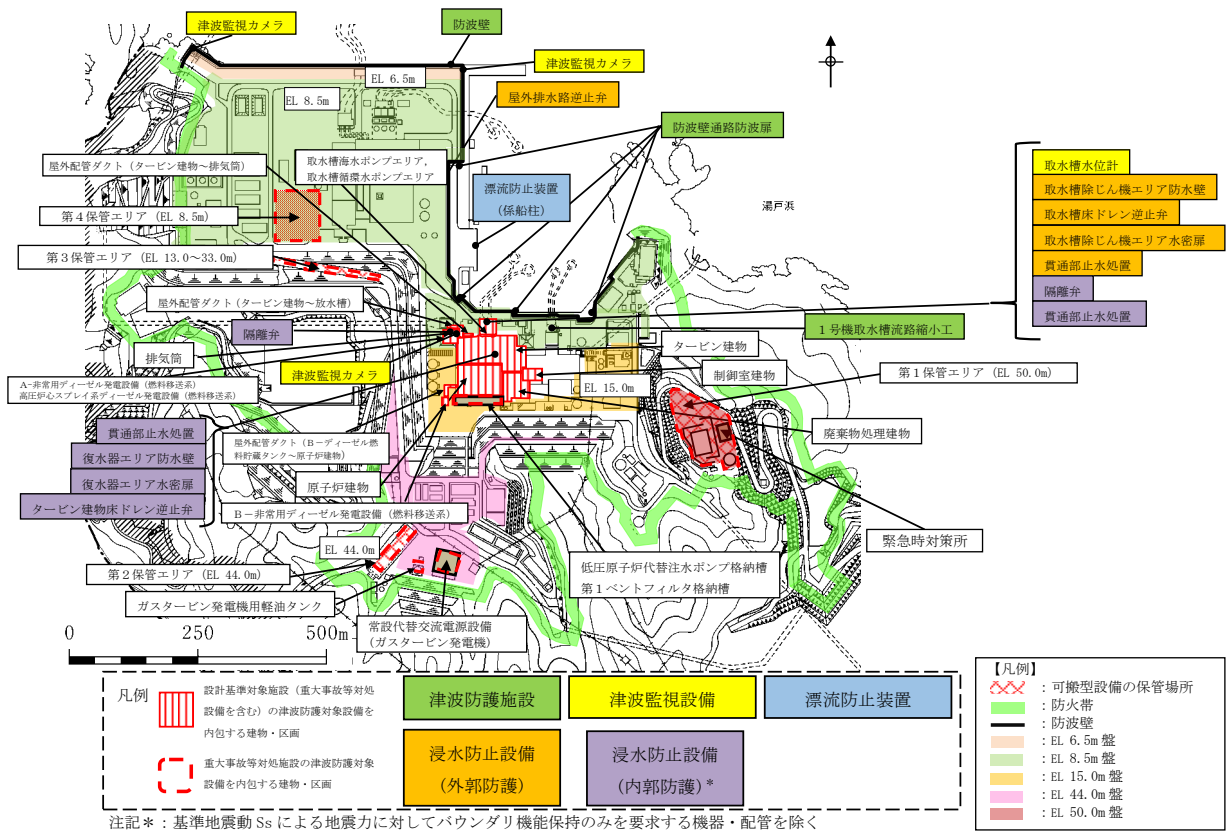 津波監視カメラ
防波壁
津波監視カメラ
EL 6.5m
EL 8.5m
屋外排水路逆止弁
防波壁通路防波扉
屋外配管ダクト（タービン建物～排気筒）
取水槽海水ポンプエリア，
取水槽循環水ポンプエリア
漂流防止装置
（係船柱）
湯戸浜
取水槽水位計
取水槽除じん機エリア防水壁
取水槽床ドレン逆止弁
取水槽除じん機エリア水密扉
貫通部止水処置
隔離弁
貫通部止水処置
第４保管エリア（EL 8.5m）
第３保管エリア（EL 13.0～33.0m）
屋外配管ダクト（タービン建物～放水槽）
隔離弁
１号機取水槽流路縮小工
排気筒
タービン建物
津波監視カメラ
制御室建物
第１保管エリア（EL 50.0m）
A-非常用ディーゼル発電設備（燃料移送系）
高圧炉心スプレイ系ディーゼル発電設備（燃料移送系）
EL 15.0m
貫通部止水処置
復水器エリア防水壁
復水器エリア水密扉
タービン建物床ドレン逆止弁
屋外配管ダクト（B－ディーゼル燃
料貯蔵タンク～原子炉建物）
廃棄物処理建物
原子炉建物
B－非常用ディーゼル発電設備（燃料移送系）
緊急時対策所
EL 44.0m
第２保管エリア（EL 44.0m）
低圧原子炉代替注水ポンプ格納槽
第１ベントフィルタ格納槽
ガスタービン発電機用軽油タンク
常設代替交流電源設備
（ガスタービン発電機）
0 250 500m
凡例
設計基準対象施設（重大事故等対処
設備を含む）の津波防護対象設備を
内包する建物・区画
重大事故等対処施設の津波防護対象
設備を内包する建物・区画
津波防護施設
津波監視設備
漂流防止装置
浸水防止設備
（外郭防護）
浸水防止設備
（内郭防護）*
【凡例】
：可搬型設備の保管場所
：防火帯
：防波壁
：EL 6.5m 盤
：EL 8.5m 盤
：EL 15.0m 盤
：EL 44.0m 盤
：EL 50.0m 盤
注記＊：基準地震動 Ss による地震力に対してバウンダリ機能保持のみを要求する機器・配管を除く